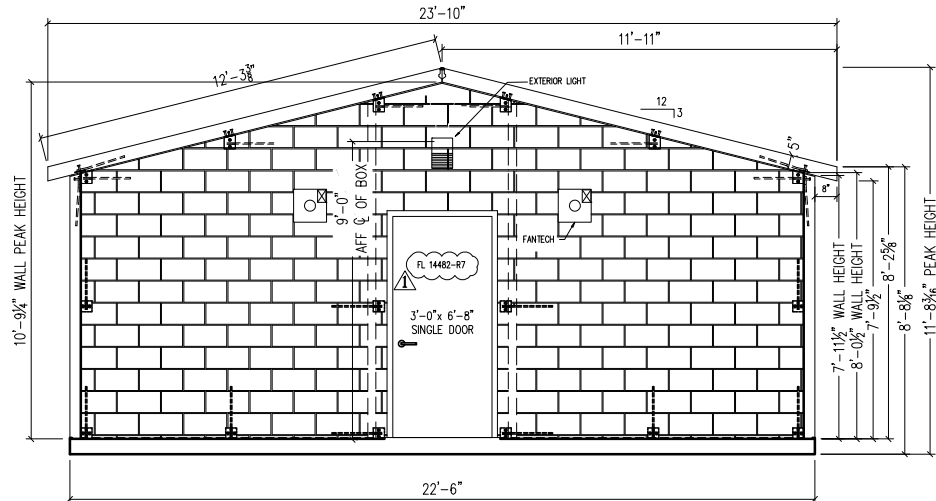 23'-10"
11'-11"
12'-3⅜"
EXTERIOR LIGHT
12
3
5"
8"
10'-9¼" WALL PEAK HEIGHT
9'-0"
AFF ℄ OF BOX
FANTECH
FL 14482-R7
1
3'-0"x 6'-8"
SINGLE DOOR
7'-11½" WALL HEIGHT
8'-0½" WALL HEIGHT
7'-9½"
8'-2⅝"
8'-8⅛"
11'-8 3/16" PEAK HEIGHT
22'-6"